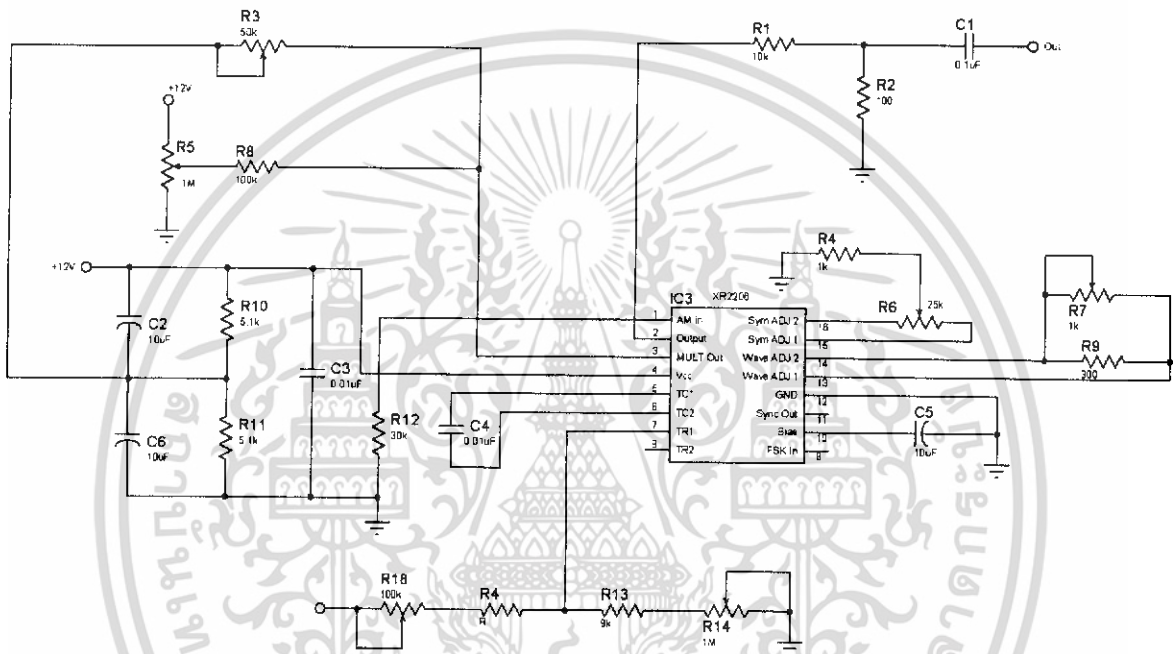 R3
50k
R1
10k
C1
0.1uF
Out
R2
100
+12V
R5
1M
R8
100k
+12V
C2
10uF
R10
5.1k
C3
0.01uF
C6
10uF
R11
5.1k
R12
30k
C4
0.01uF
R4
1k
IC3
XR2206
R6
25k
R7
1k
R9
300
1
AM in
2
Output
3
MULT Out
4
Vcc
5
TC1
6
TC2
7
TR1
8
TR2
Sym ADJ 2
16
Sym ADJ 1
15
Wave ADJ 2
14
Wave ADJ 1
13
GND
12
Sync Out
11
Bias
10
FSK In
9
C5
10uF
R18
100k
R4
R
R13
9k
R14
1M